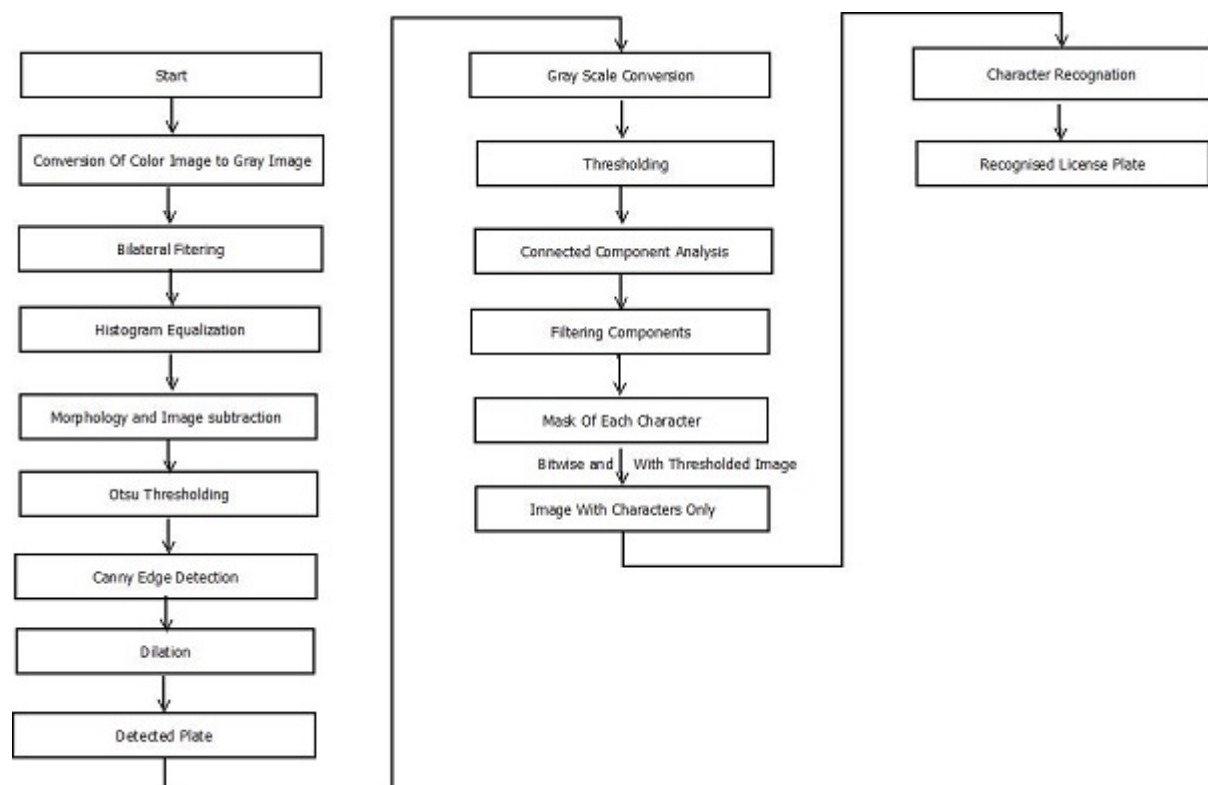 Start
Conversion Of Color Image to Gray Image
Bilateral Fitering
Histogram Equalization
Morphology and Image subtraction
Otsu Thresholding
Canny Edge Detection
Dilation
Detected Plate
Gray Scale Conversion
Thresholding
Connected Component Analysis
Filtering Components
Mask Of Each Character
Bitwise and With Thresholded Image
Image With Characters Only
Character Recognation
Recognised License Plate